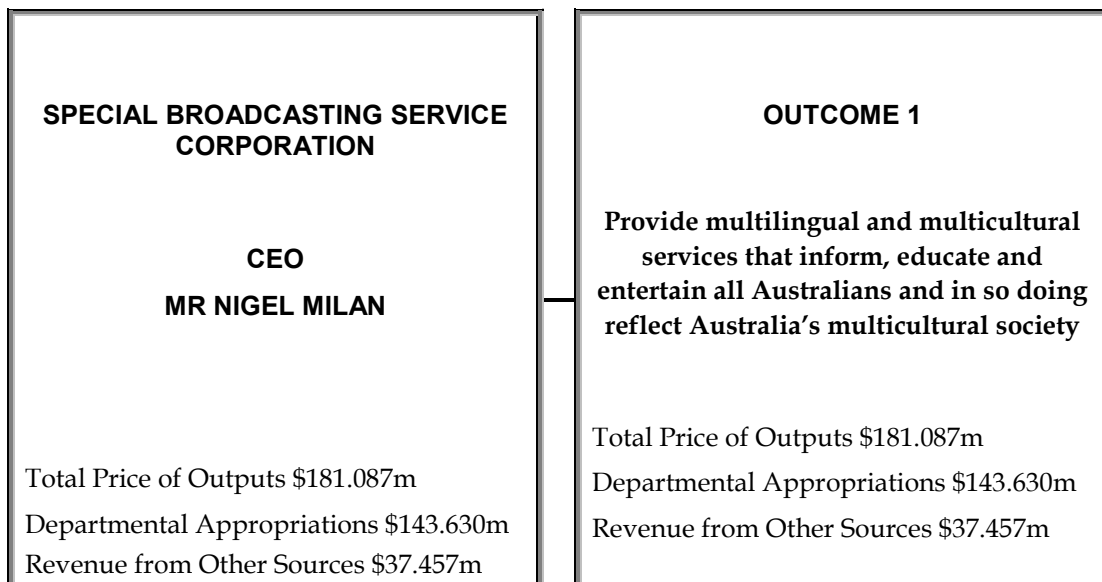 SPECIAL BROADCASTING SERVICE
CORPORATION
CEO
MR NIGEL MILAN
Total Price of Outputs $181.087m
Departmental Appropriations $143.630m
Revenue from Other Sources $37.457m
OUTCOME 1
Provide multilingual and multicultural
services that inform, educate and
entertain all Australians and in so doing
reflect Australia’s multicultural society
Total Price of Outputs $181.087m
Departmental Appropriations $143.630m
Revenue from Other Sources $37.457m